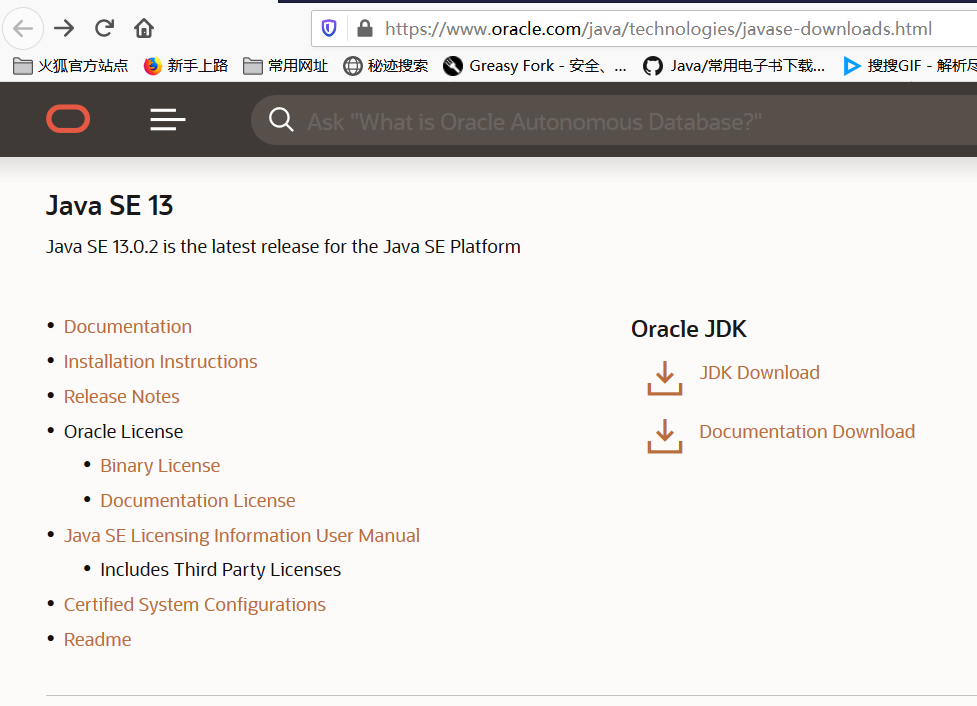 https://www.oracle.com/java/technologies/javase-downloads.html
火狐官方站点 新手上路 常用网址 秘迹搜索 Greasy Fork - 安全、... Java/常用电子书下载... 搜搜GIF - 解析
Ask "What is Oracle Autonomous Database?"
Java SE 13
Java SE 13.0.2 is the latest release for the Java SE Platform
• Documentation
• Installation Instructions
• Release Notes
• Oracle License
• Binary License
• Documentation License
• Java SE Licensing Information User Manual
• Includes Third Party Licenses
• Certified System Configurations
• Readme
Oracle JDK
JDK Download
Documentation Download